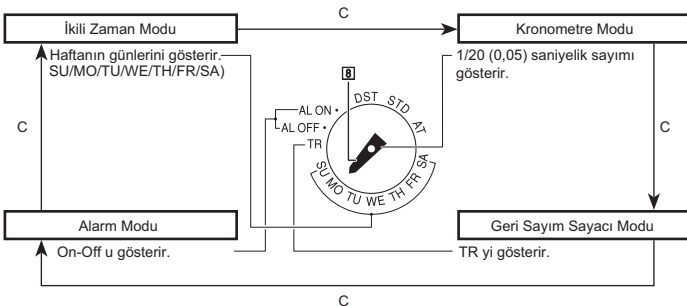 C
İkili Zaman Modu
Kronometre Modu
Haftanın günlerini gösterir.
SU/MO/TU/WE/TH/FR/SA)
1/20 (0,05) saniyelik sayımı
gösterir.
8
DST STD AT
AL ON •
AL OFF •
TR
SU MO TU WE TH FR SA
C
C
Alarm Modu
Geri Sayım Sayacı Modu
On-Off u gösterir.
TR yi gösterir.
C